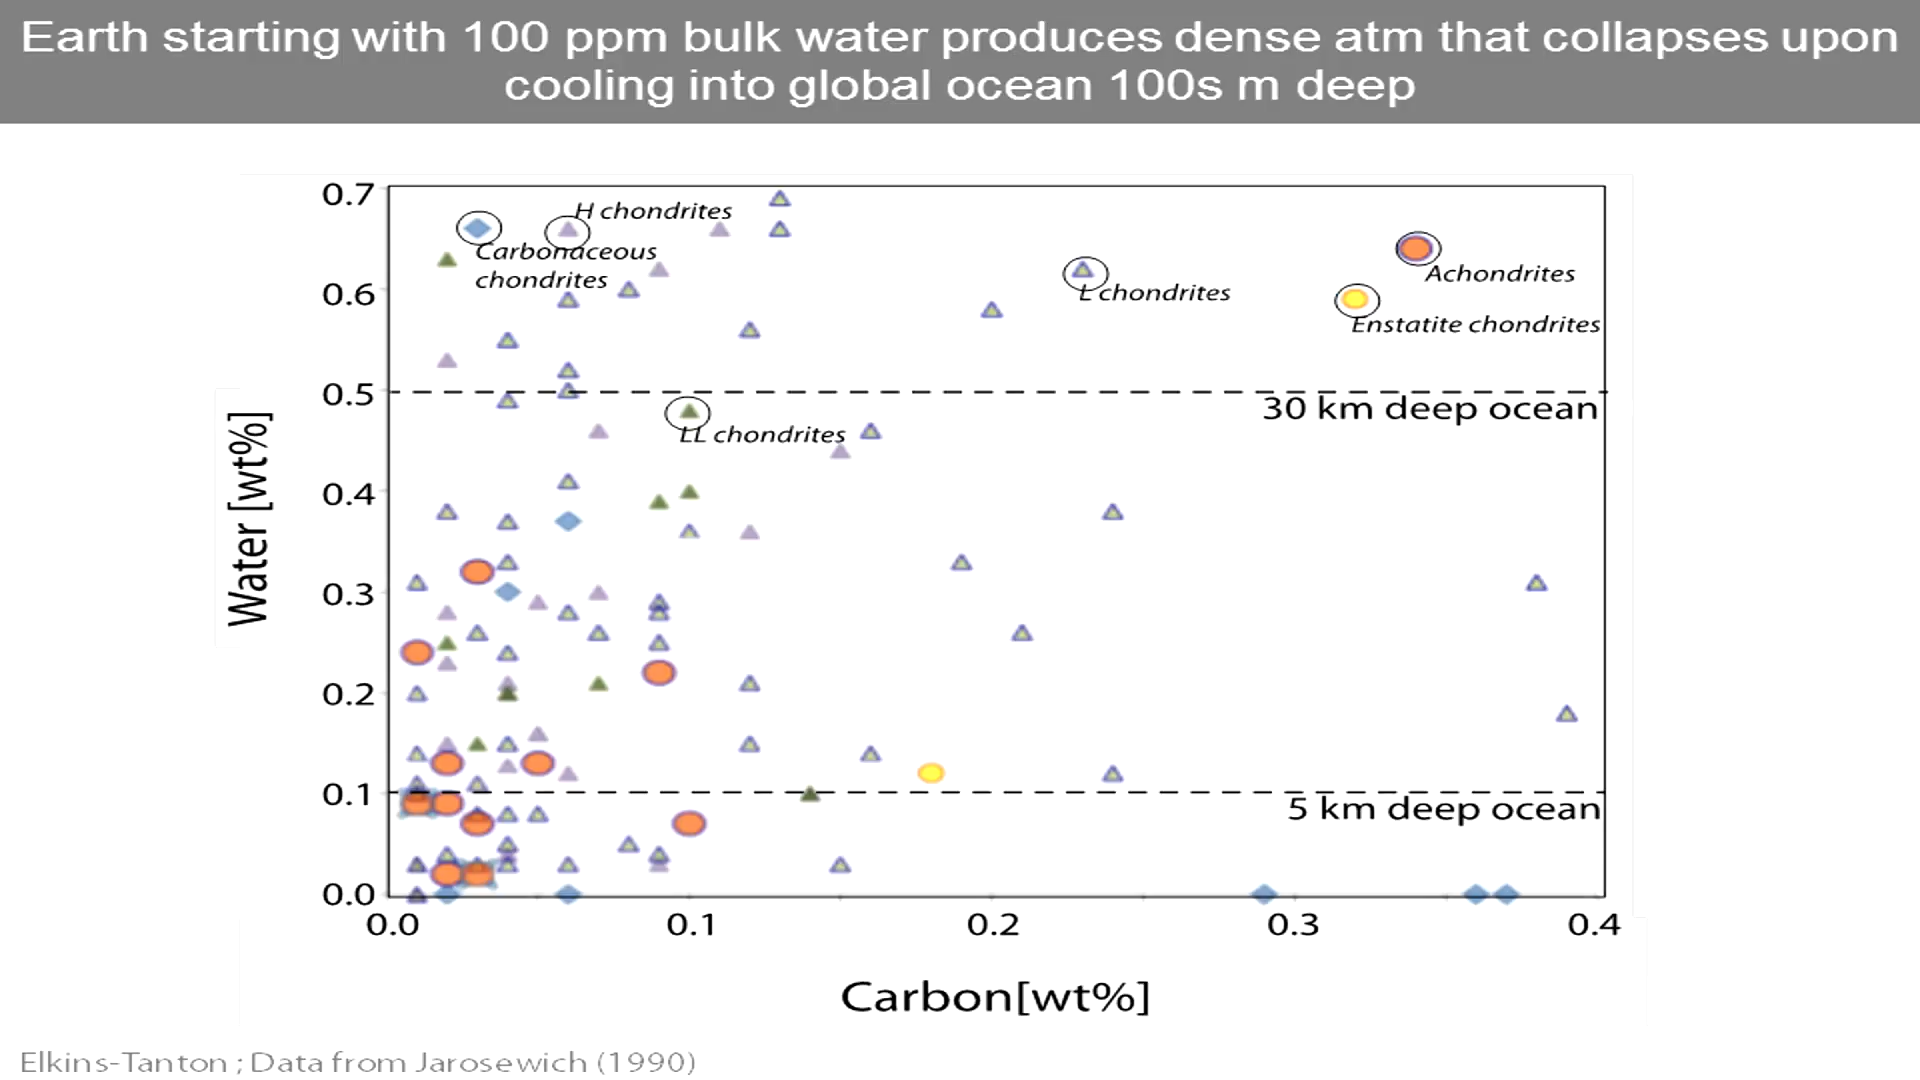 Earth starting with 100 ppm bulk water produces dense atm that collapses upon
cooling into global ocean 100s m deep
0.7
H chondrites
Carbonaceous
chondrites
Achondrites
0.6
L chondrites
Enstatite chondrites
0.5
30 km deep ocean
LL chondrites
0.4
Water [wt%]
0.3
0.2
0.1
5 km deep ocean
0.0
0.0 0.1 0.2 0.3 0.4
Carbon[wt%]
Elkins-Tanton ; Data from Jarosewich (1990)